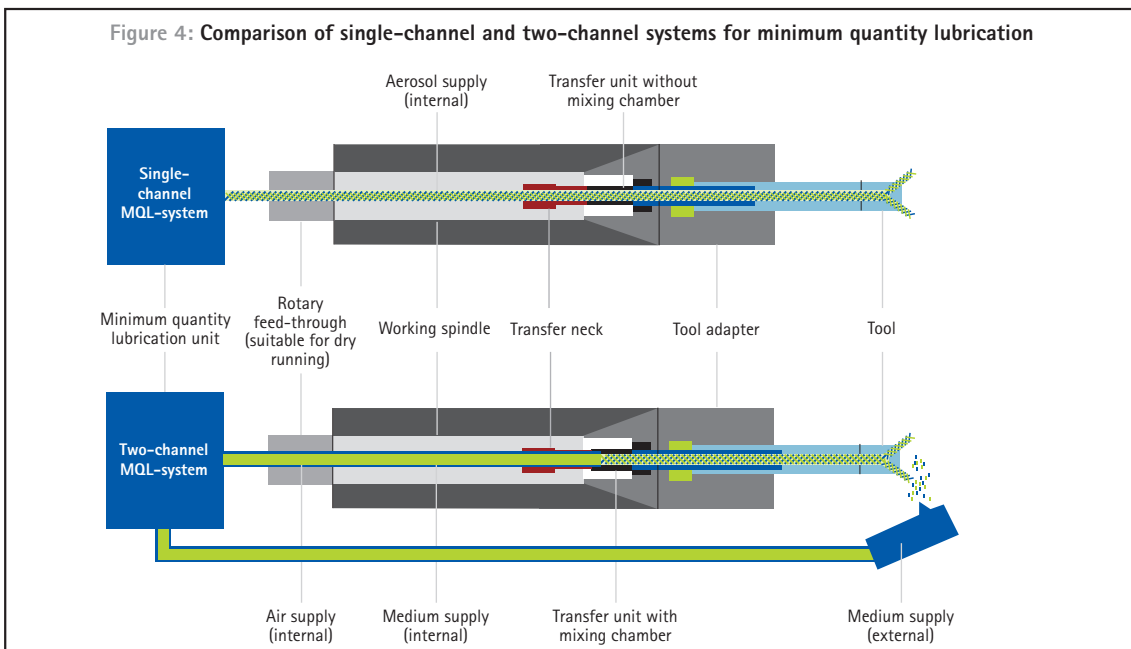 Figure 4: Comparison of single-channel and two-channel systems for minimum quantity lubrication
Aerosol supply
(internal)
Transfer unit without
mixing chamber
Single-
channel
MQL-system
Minimum quantity
lubrication unit
Rotary
feed-through
(suitable for dry
running)
Working spindle
Transfer neck
Tool adapter
Tool
Two-channel
MQL-system
Air supply
(internal)
Medium supply
(internal)
Transfer unit with
mixing chamber
Medium supply
(external)